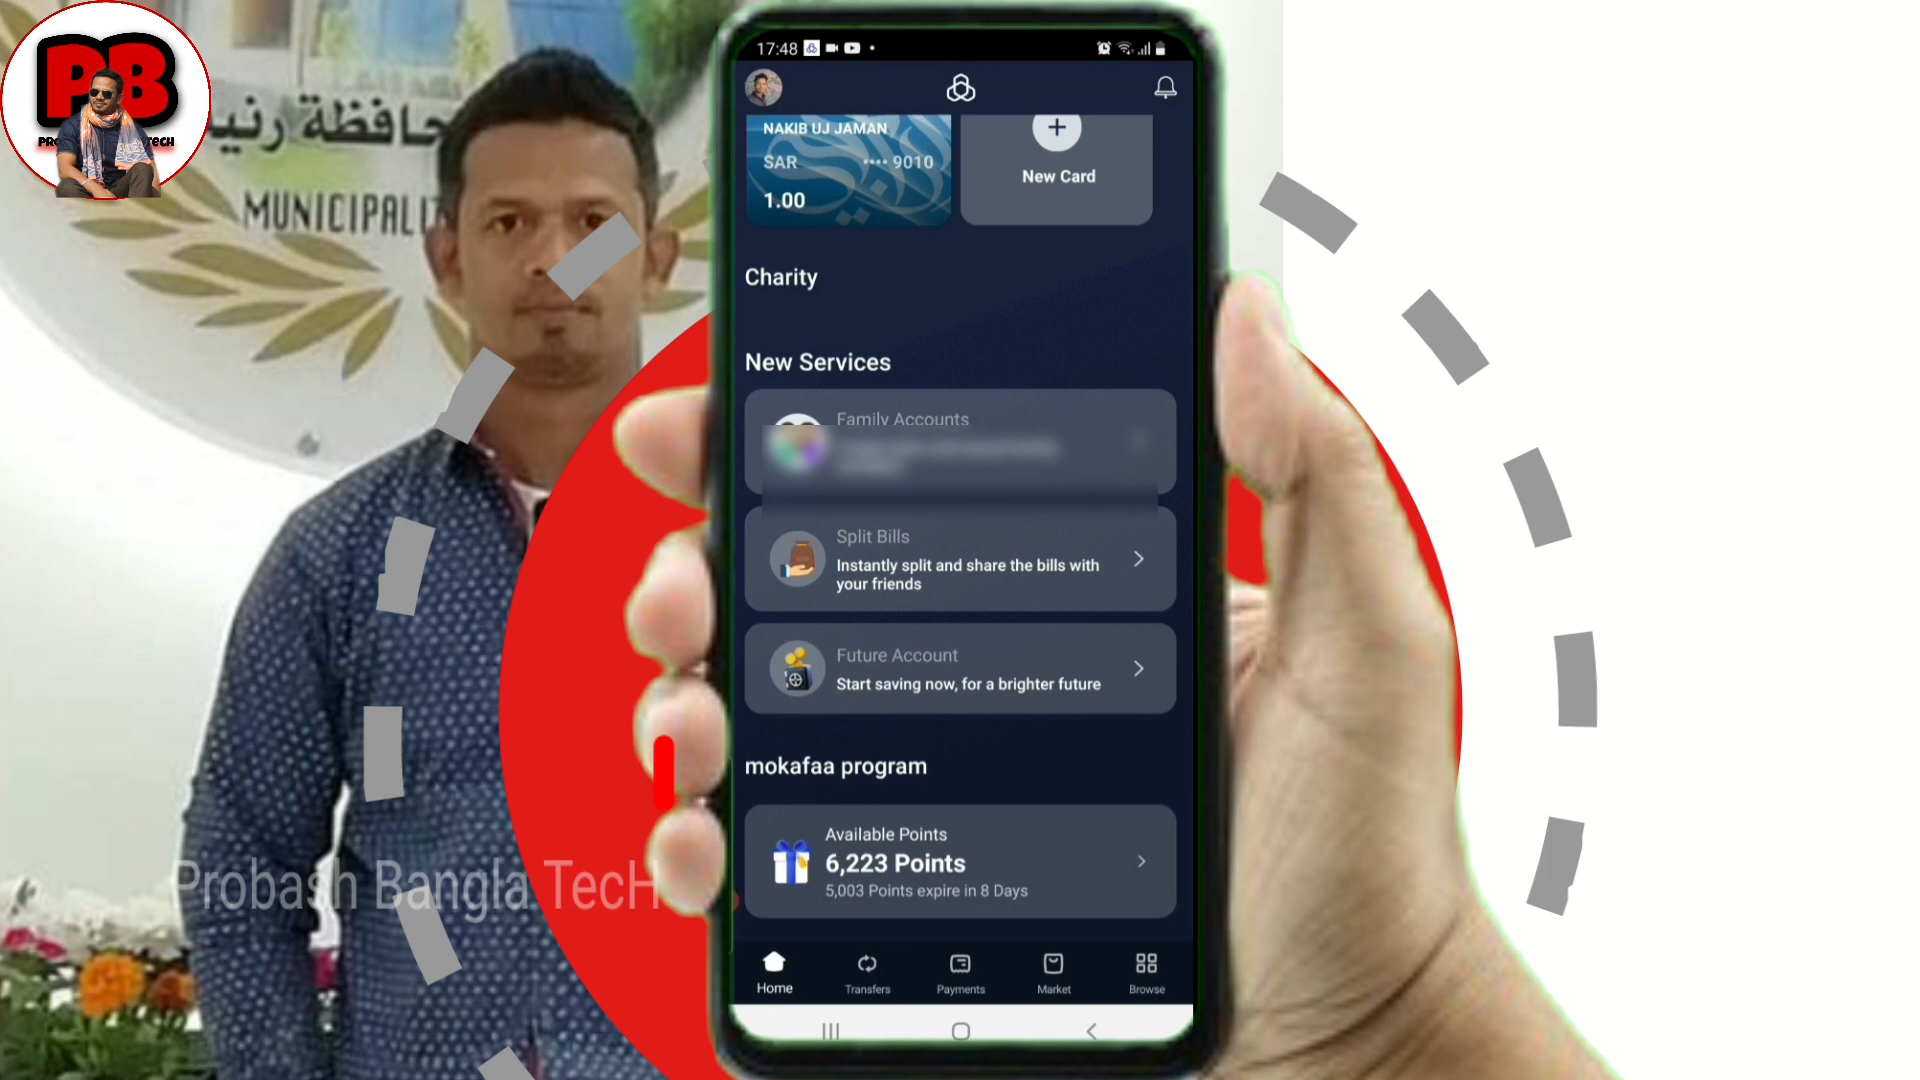 PB
TECH
حافظة
MUNICIPALIT
Probash Bangla TecH
17:48
NAKIB UJ JAMAN
SAR •••• 9010
1.00
New Card
Charity
New Services
Family Accounts
Split Bills
Instantly split and share the bills with
your friends
Future Account
Start saving now, for a brighter future
mokafaa program
Available Points
6,223 Points
5,003 Points expire in 8 Days
Home Transfers Payments Market Browse